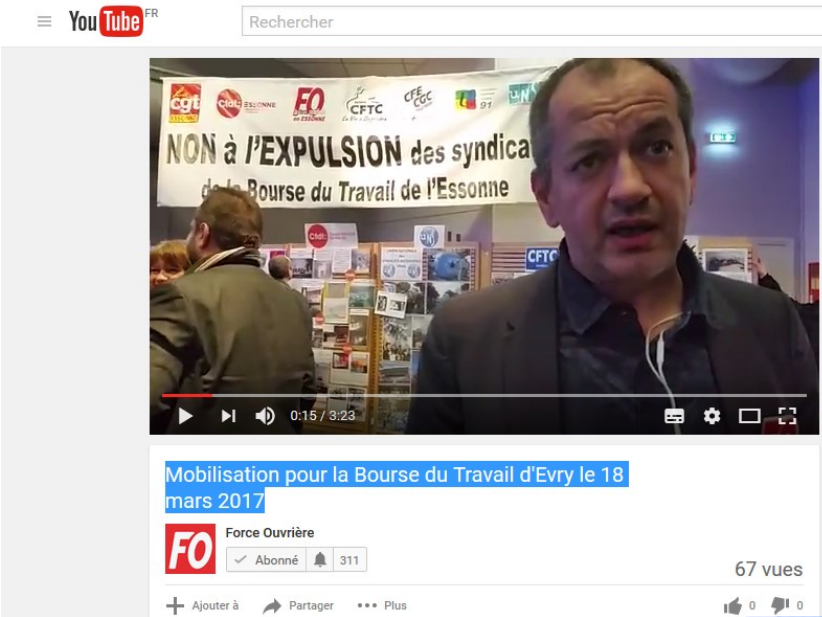 YouTube FR
Rechercher
cgt
ESSONNE
Cfdt: ESSONNE
FO
en ESSONNE
CFTC
CFE CGC
91
UNS
NON à l'EXPULSION des syndica
de la Bourse du Travail de l'Essonne
Cfdt:
CFTC
0:15 / 3:23
Mobilisation pour la Bourse du Travail d'Evry le 18
mars 2017
FO
Force Ouvrière
Abonné 311
67 vues
Ajouter à Partager Plus
0 0